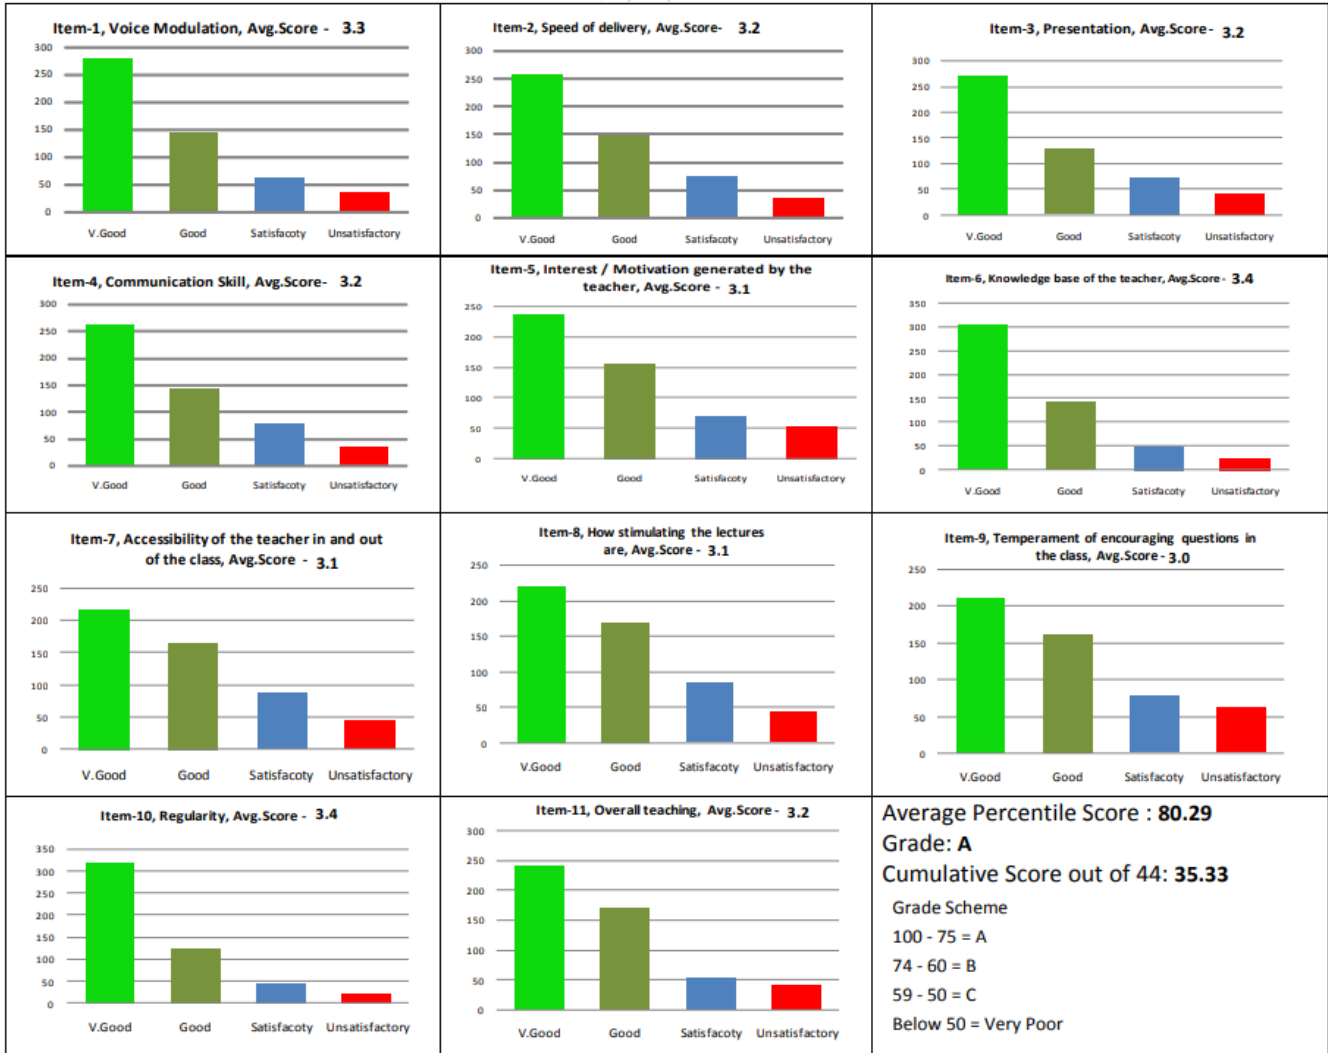 Item-1, Voice Modulation, Avg.Score - 3.3
300
250
200
150
100
50
0
V.Good Good Satisfacoty Unsatisfactory
Item-2, Speed of delivery, Avg.Score- 3.2
300
250
200
150
100
50
0
V.Good Good Satisfacoty Unsatisfactory
Item-3, Presentation, Avg.Score- 3.2
300
250
200
150
100
50
0
V.Good Good Satisfacoty Unsatisfactory
Item-4, Communication Skill, Avg.Score- 3.2
300
250
200
150
100
50
0
V.Good Good Satisfacoty Unsatisfactory
Item-5, Interest / Motivation generated by the
teacher, Avg.Score - 3.1
250
200
150
100
50
0
V.Good Good Satisfacoty Unsatisfactory
Item-6, Knowledge base of the teacher, Avg.Score- 3.4
350
300
250
200
150
100
50
0
V.Good Good Satisfacoty Unsatisfactory
Item-7, Accessibility of the teacher in and out
of the class, Avg.Score - 3.1
250
200
150
100
50
0
V.Good Good Satisfacoty Unsatisfactory
Item-8, How stimulating the lectures
are, Avg.Score - 3.1
250
200
150
100
50
0
V.Good Good Satisfacoty Unsatisfactory
Item-9, Temperament of encouraging questions in
the class, Avg.Score - 3.0
250
200
150
100
50
0
V.Good Good Satisfacoty Unsatisfactory
Item-10, Regularity, Avg.Score - 3.4
350
300
250
200
150
100
50
0
V.Good Good Satisfacoty Unsatisfactory
Item-11, Overall teaching, Avg.Score - 3.2
300
250
200
150
100
50
0
V.Good Good Satisfacoty Unsatisfactory
Average Percentile Score : 80.29
Grade: A
Cumulative Score out of 44: 35.33
Grade Scheme
100 - 75 = A
74 - 60 = B
59 - 50 = C
Below 50 = Very Poor